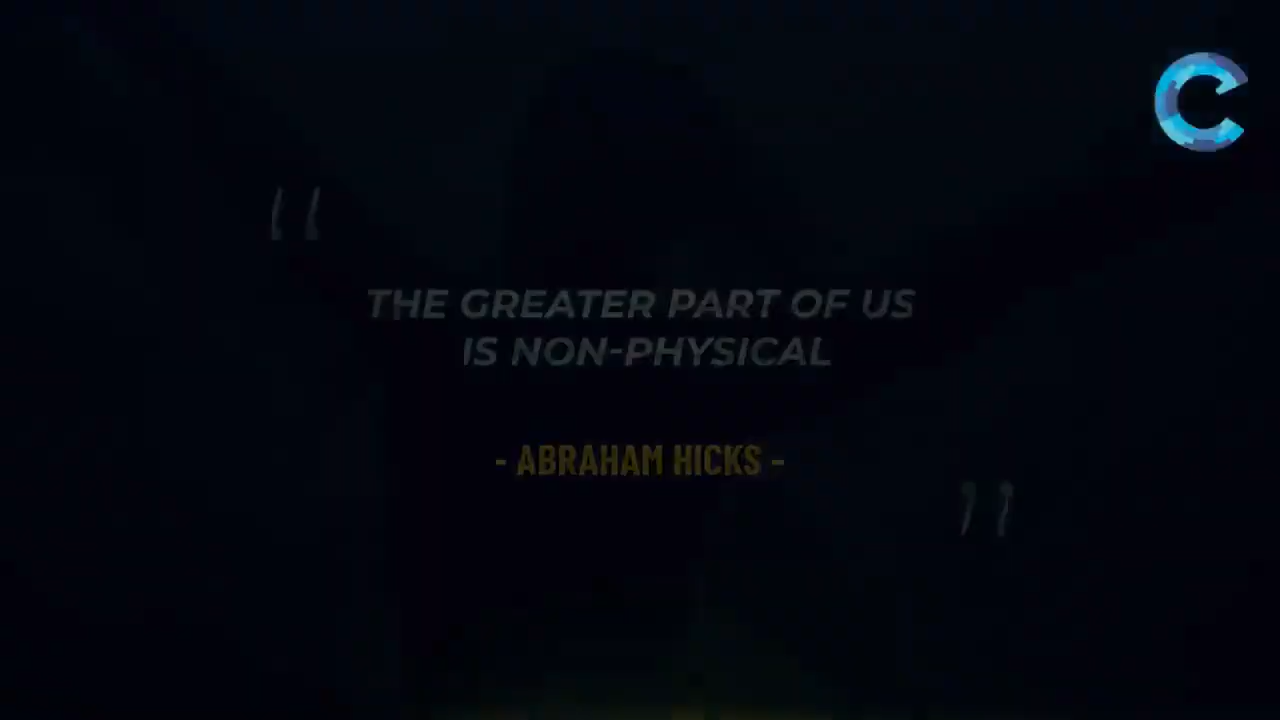 C
"
THE GREATER PART OF US
IS NON-PHYSICAL
- ABRAHAM HICKS -
"